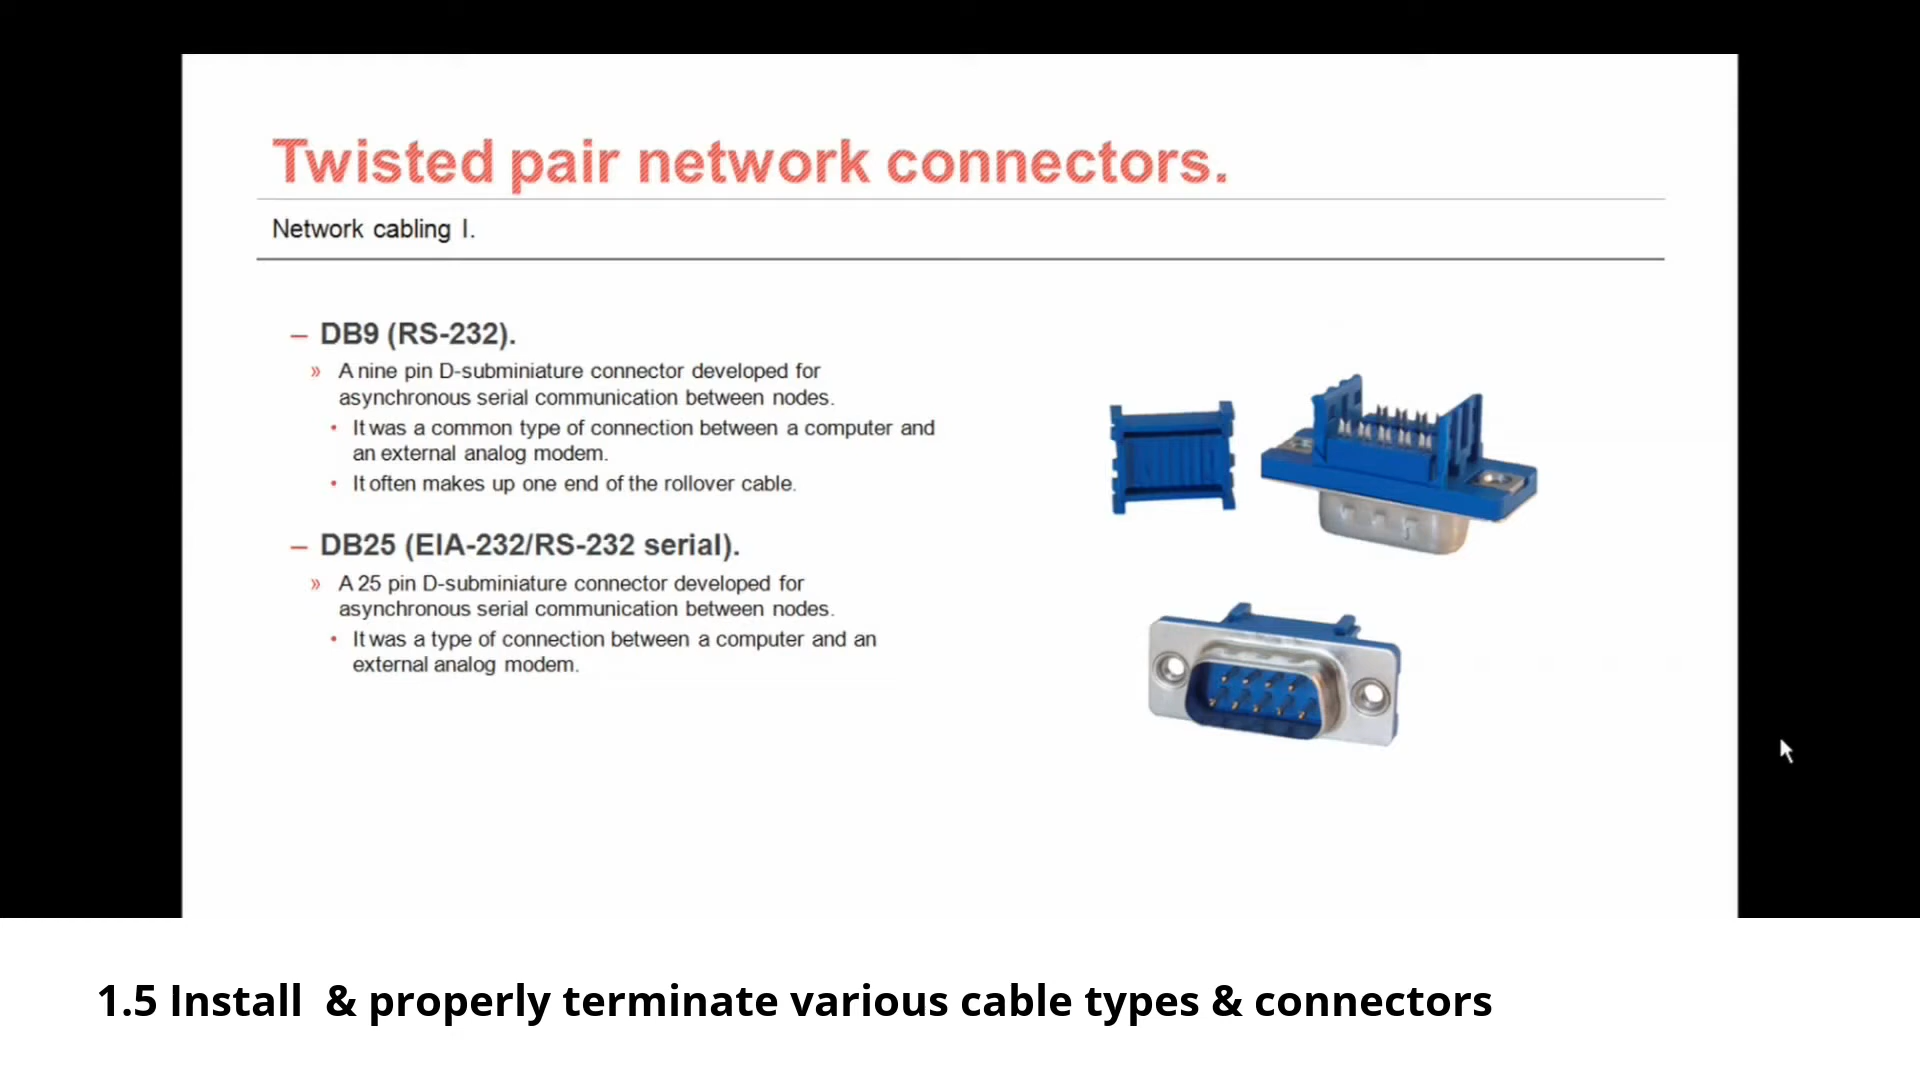 Twisted pair network connectors.
Network cabling I.
– DB9 (RS-232).
» A nine pin D-subminiature connector developed for
asynchronous serial communication between nodes.
• It was a common type of connection between a computer and
an external analog modem.
• It often makes up one end of the rollover cable.
– DB25 (EIA-232/RS-232 serial).
» A 25 pin D-subminiature connector developed for
asynchronous serial communication between nodes.
• It was a type of connection between a computer and an
external analog modem.
1.5 Install & properly terminate various cable types & connectors